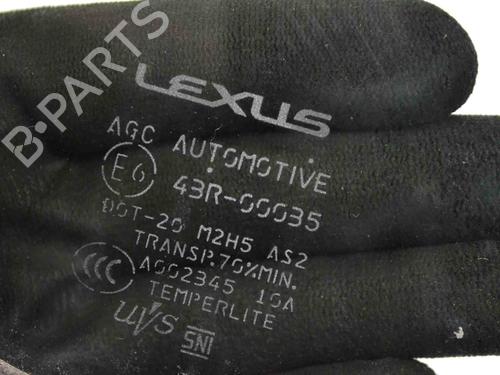 B·PARTS
LEXUS
AGC AUTOMOTIVE
E6 43R-00035
DOT-20 M2H5 AS2
TRANSP.70%MIN.
CCC A002345 10A
TEMPERLITE
uvs SNI